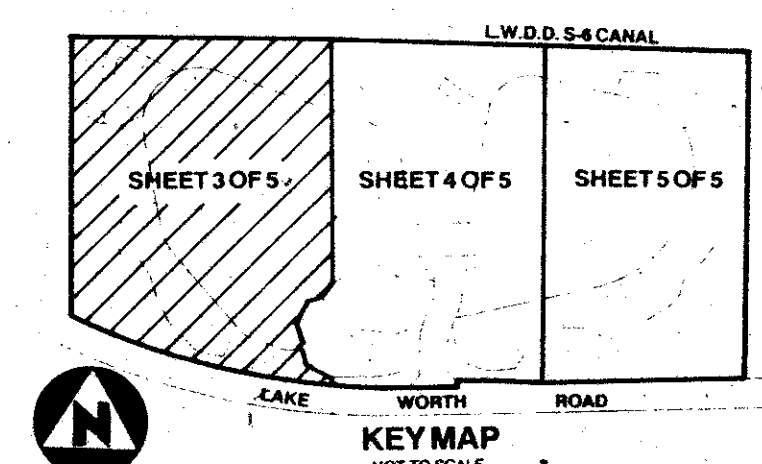 L.W.D.D. S-6 CANAL
SHEET 3 OF 5
SHEET 4 OF 5
SHEET 5 OF 5
LAKE WORTH ROAD
N
KEY MAP
NOT TO SCALE